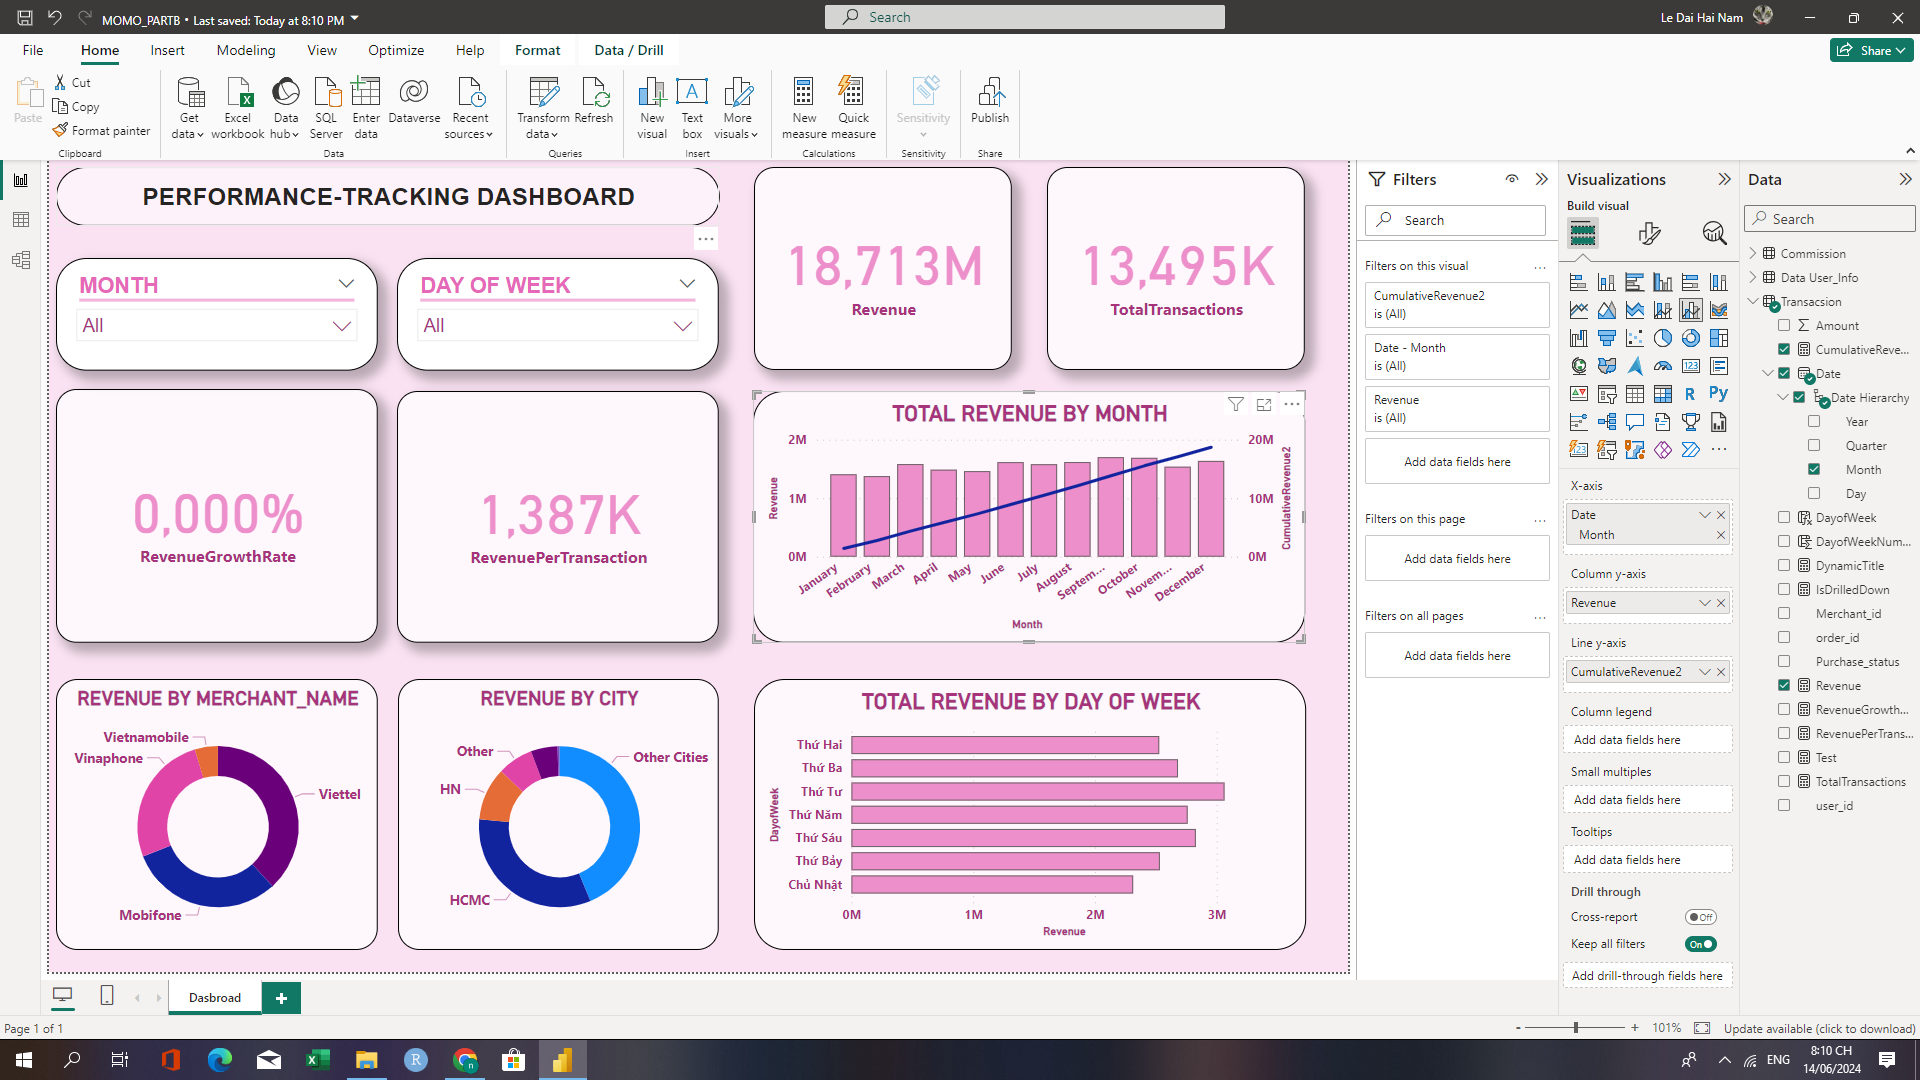 MOMO_PARTB • Last saved: Today at 8:10 PM
Search
Le Dai Hai Nam
File
Home
Insert
Modeling
View
Optimize
Help
Format
Data / Drill
Share
Paste
Cut
Copy
Format painter
Get data
Excel workbook
Data hub
SQL Server
Enter data
Dataverse
Recent sources
Transform data
Refresh
New visual
Text box
More visuals
New measure
Quick measure
Sensitivity
Publish
Clipboard
Data
Queries
Insert
Calculations
Sensitivity
Share
PERFORMANCE-TRACKING DASHBOARD
MONTH
All
DAY OF WEEK
All
18,713M
Revenue
13,495K
TotalTransactions
0,000%
RevenueGrowthRate
1,387K
RevenuePerTransaction
TOTAL REVENUE BY MONTH
2M
1M
0M
Revenue
20M
10M
0M
CumulativeRevenue2
January
February
March
April
May
June
July
August
Septem...
October
Novem...
December
Month
REVENUE BY MERCHANT_NAME
Vietnamobile
Vinaphone
Viettel
Mobifone
REVENUE BY CITY
Other
Other Cities
HN
HCMC
TOTAL REVENUE BY DAY OF WEEK
DayofWeek
Thứ Hai
Thứ Ba
Thứ Tư
Thứ Năm
Thứ Sáu
Thứ Bảy
Chủ Nhật
0M
1M
2M
3M
Revenue
Filters
Search
Filters on this visual
CumulativeRevenue2
is (All)
Date - Month
is (All)
Revenue
is (All)
Add data fields here
Filters on this page
Add data fields here
Filters on all pages
Add data fields here
Visualizations
Build visual
R
Py
123
X-axis
Date
Month
Column y-axis
Revenue
Line y-axis
CumulativeRevenue2
Column legend
Add data fields here
Small multiples
Add data fields here
Tooltips
Add data fields here
Drill through
Cross-report
Off
Keep all filters
On
Add drill-through fields here
Data
Search
Commission
Data User_Info
Transacsion
Amount
CumulativeReve...
Date
Date Hierarchy
Year
Quarter
Month
Day
DayofWeek
DayofWeekNum...
DynamicTitle
IsDrilledDown
Merchant_id
order_id
Purchase_status
Revenue
RevenueGrowth...
RevenuePerTrans...
Test
TotalTransactions
user_id
Dasbroad
Page 1 of 1
101%
Update available (click to download)
ENG
8:10 CH
14/06/2024